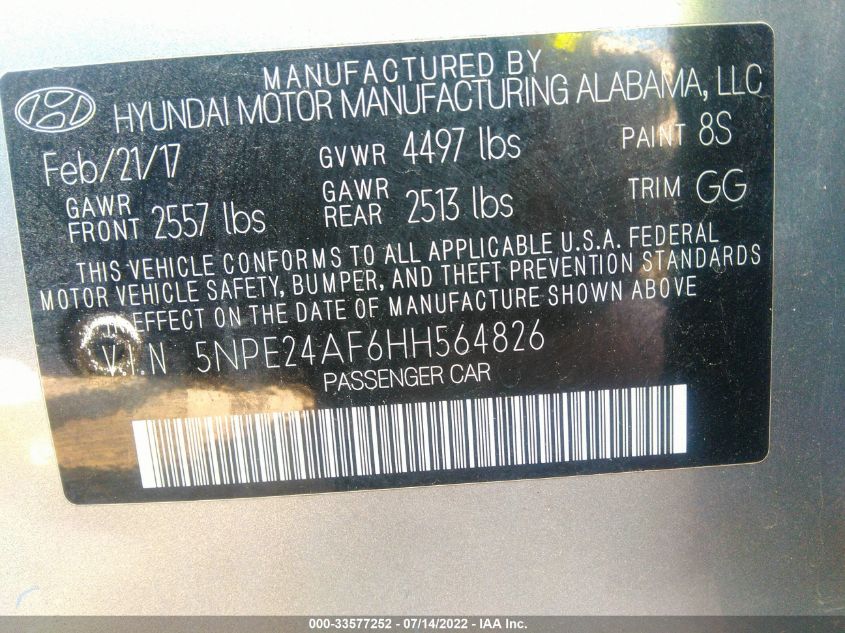 MANUFACTURED BY
HYUNDAI MOTOR MANUFACTURING ALABAMA, LLC
Feb/21/17 GVWR 4497 lbs PAINT 8S
GAWR FRONT 2557 lbs GAWR REAR 2513 lbs TRIM GG
THIS VEHICLE CONFORMS TO ALL APPLICABLE U.S.A. FEDERAL
MOTOR VEHICLE SAFETY, BUMPER, AND THEFT PREVENTION STANDARDS
EFFECT ON THE DATE OF MANUFACTURE SHOWN ABOVE
V.I.N 5NPE24AF6HH564826
PASSENGER CAR
000-33577252 - 07/14/2022 - IAA Inc.